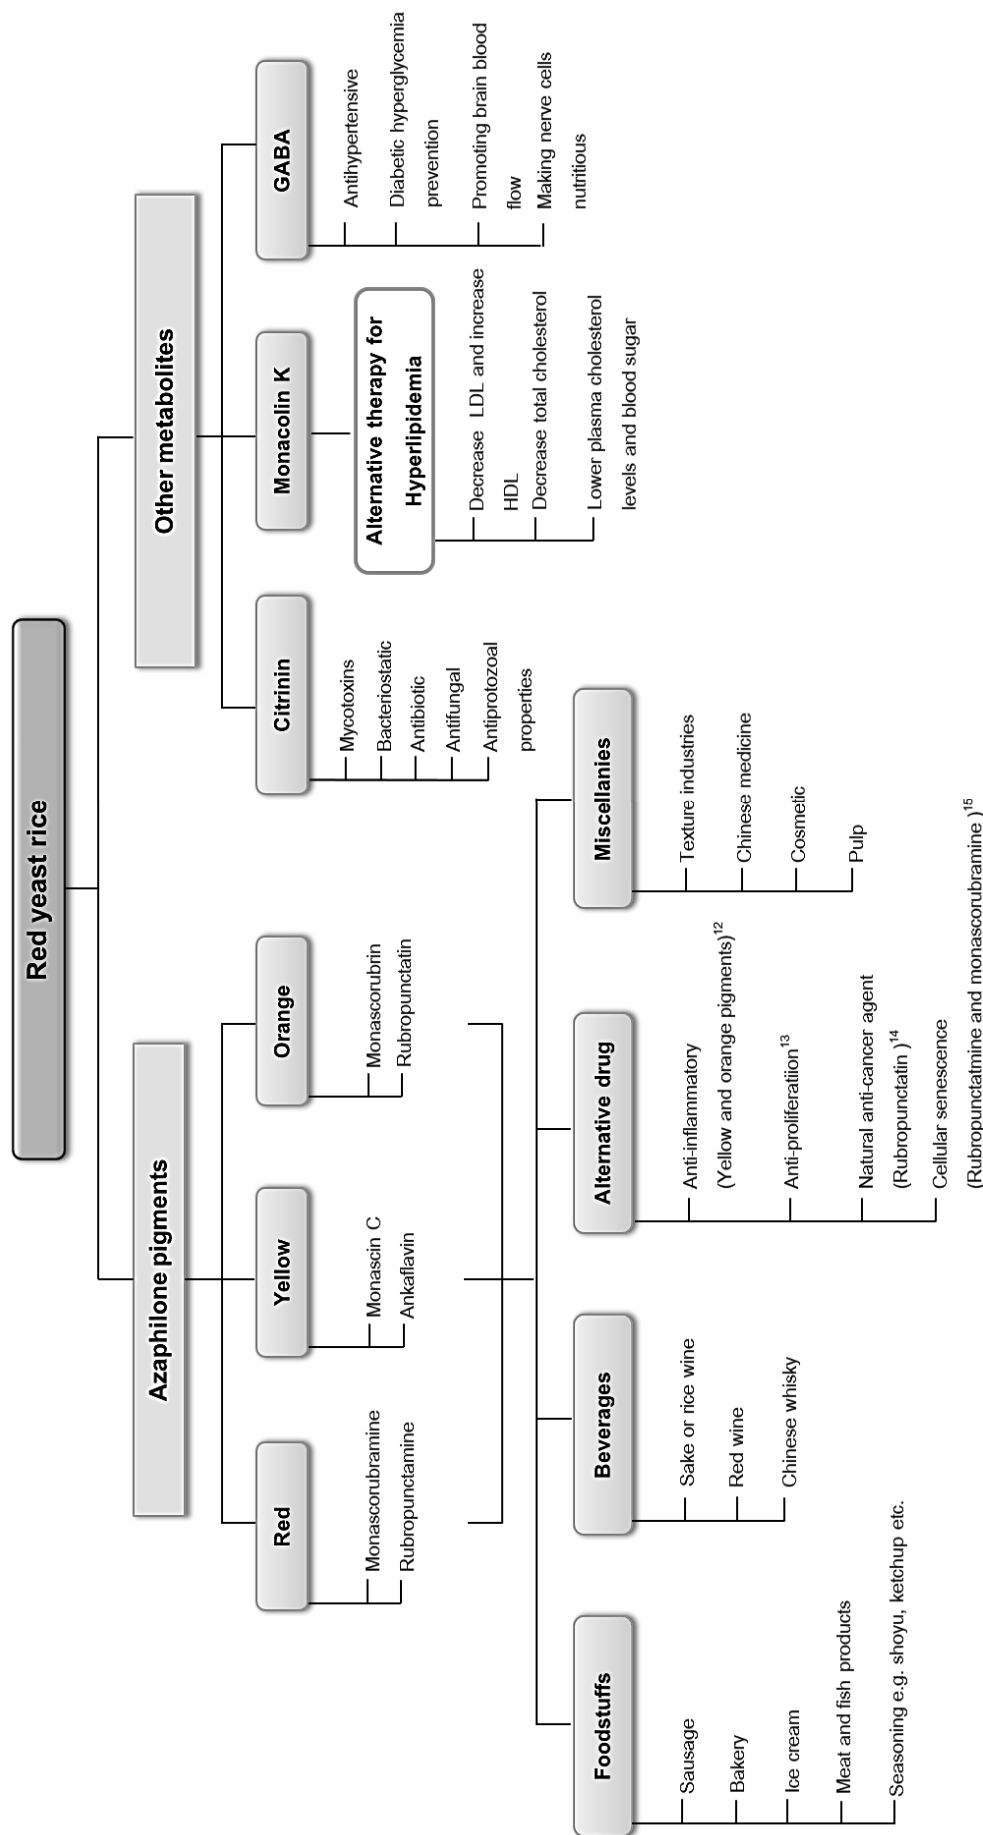 Red yeast rice
Azaphilone pigments
Other metabolites
Red
Monascorubramine
Rubropunctamine
Yellow
Monascin C
Ankaflavin
Orange
Monascorubrin
Rubropunctatin
Citrinin
Mycotoxins
Bacteriostatic
Antibiotic
Antifungal
Antiprotozoal
properties
Monacolin K
Alternative therapy for
Hyperlipidemia
Decrease LDL and increase
HDL
Decrease total cholesterol
Lower plasma cholesterol
levels and blood sugar
GABA
Antihypertensive
Diabetic hyperglycemia
prevention
Promoting brain blood
flow
Making nerve cells
nutritious
Foodstuffs
Sausage
Bakery
Ice cream
Meat and fish products
Seasoning e.g. shoyu, ketchup etc.
Beverages
Sake or rice wine
Red wine
Chinese whisky
Alternative drug
Anti-inflammatory
(Yellow and orange pigments)12
Anti-proliferatiion13
Natural anti-cancer agent
(Rubropunctatin )14
Cellular senescence
(Rubropunctatmine and monascorubramine )15
Miscellanies
Texture industries
Chinese medicine
Cosmetic
Pulp